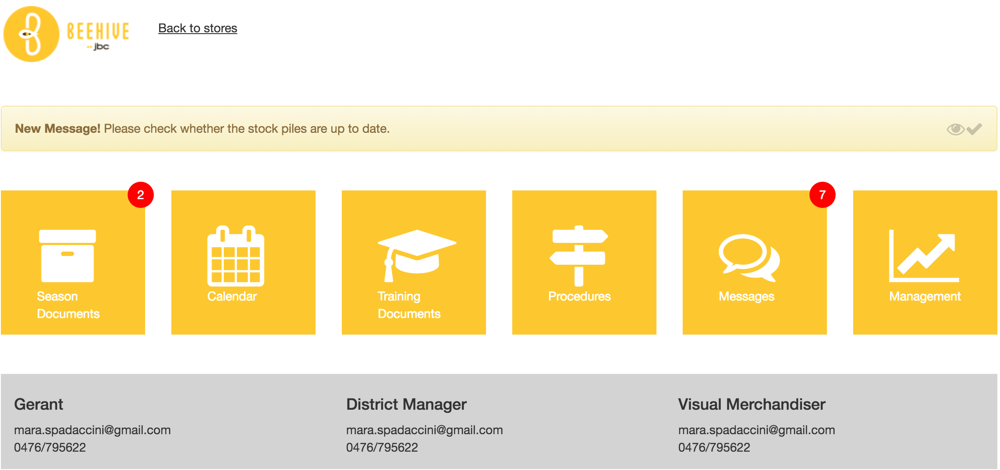 BEEHIVE
jbc
Back to stores
New Message! Please check whether the stock piles are up to date.
2
7
Season
Documents
Calendar
Training
Documents
Procedures
Messages
Management
Gerant
mara.spadaccini@gmail.com
0476/795622
District Manager
mara.spadaccini@gmail.com
0476/795622
Visual Merchandiser
mara.spadaccini@gmail.com
0476/795622